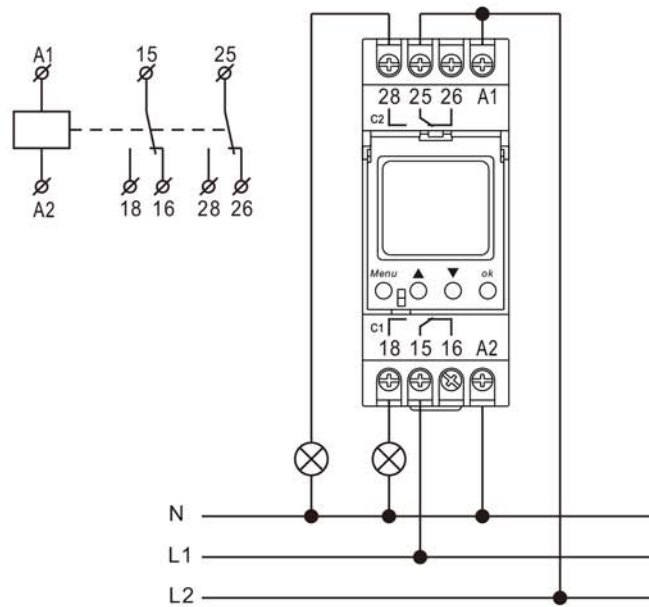 A1 15 25
A2 18 16 28 26
28 25 26 A1
C2
Menu ▲ ▼ ok
C1
18 15 16 A2
N
L1
L2